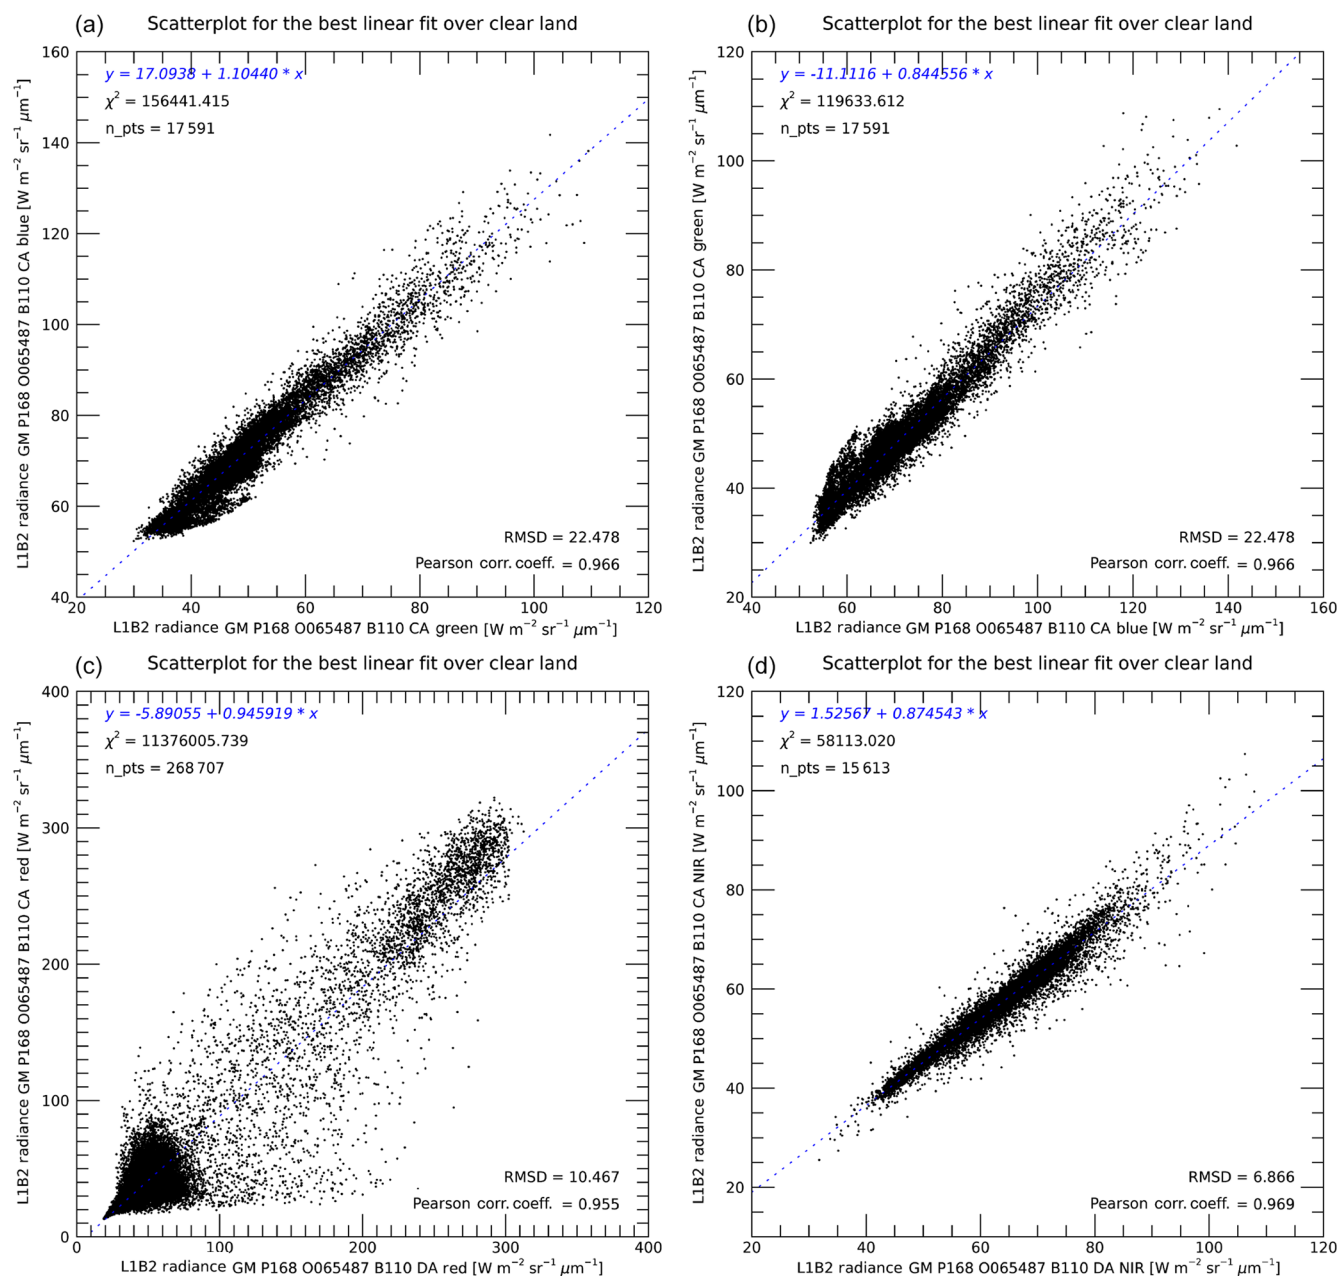 (a) Scatterplot for the best linear fit over clear land
y = 17.0938 + 1.10440 * x
χ² = 156441.415
n_pts = 17 591
RMSD = 22.478
Pearson corr. coeff. = 0.966
160
140
120
100
80
60
40
20 40 60 80 100 120
L1B2 radiance GM P168 O065487 B110 CA blue [W m⁻² sr⁻¹ μm⁻¹]
L1B2 radiance GM P168 O065487 B110 CA green [W m⁻² sr⁻¹ μm⁻¹]
(b) Scatterplot for the best linear fit over clear land
y = -11.1116 + 0.844556 * x
χ² = 119633.612
n_pts = 17 591
RMSD = 22.478
Pearson corr. coeff. = 0.966
120
100
80
60
40
20
40 60 80 100 120 140 160
L1B2 radiance GM P168 O065487 B110 CA green [W m⁻² sr⁻¹ μm⁻¹]
L1B2 radiance GM P168 O065487 B110 CA blue [W m⁻² sr⁻¹ μm⁻¹]
(c) Scatterplot for the best linear fit over clear land
y = -5.89055 + 0.945919 * x
χ² = 11376005.739
n_pts = 268 707
RMSD = 10.467
Pearson corr. coeff. = 0.955
400
300
200
100
0
0 100 200 300 400
L1B2 radiance GM P168 O065487 B110 CA red [W m⁻² sr⁻¹ μm⁻¹]
L1B2 radiance GM P168 O065487 B110 DA red [W m⁻² sr⁻¹ μm⁻¹]
(d) Scatterplot for the best linear fit over clear land
y = 1.52567 + 0.874543 * x
χ² = 58113.020
n_pts = 15 613
RMSD = 6.866
Pearson corr. coeff. = 0.969
120
100
80
60
40
20
20 40 60 80 100 120
L1B2 radiance GM P168 O065487 B110 CA NIR [W m⁻² sr⁻¹ μm⁻¹]
L1B2 radiance GM P168 O065487 B110 DA NIR [W m⁻² sr⁻¹ μm⁻¹]